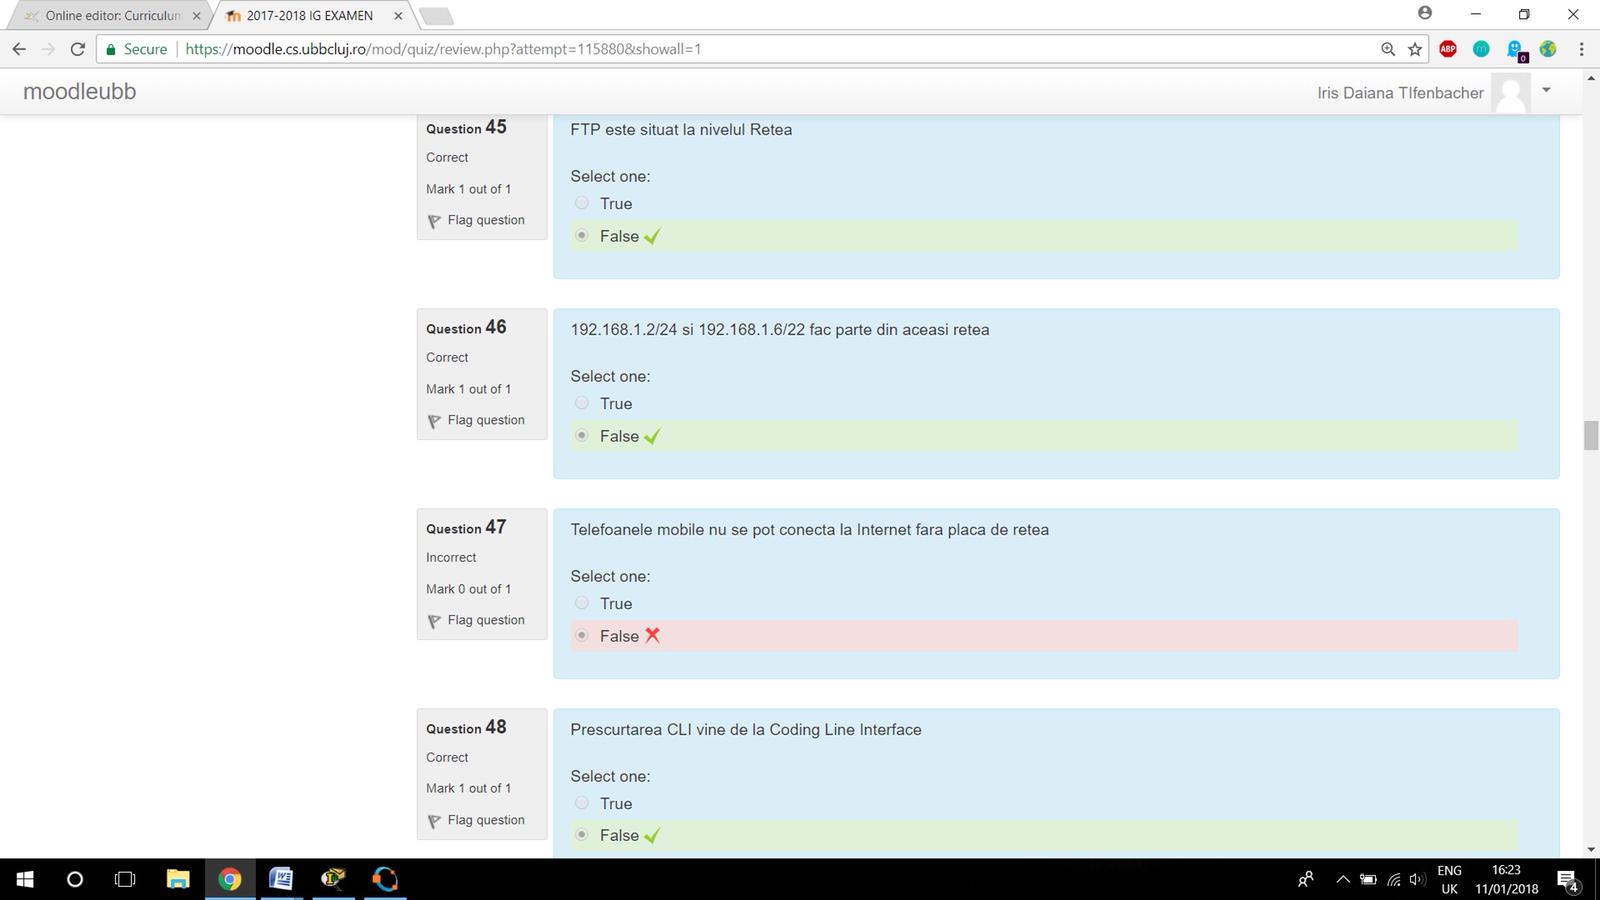 Online editor: Curriculum
2017-2018 IG EXAMEN
Secure
https://moodle.cs.ubbcluj.ro/mod/quiz/review.php?attempt=115880&showall=1
ABP
m
0
moodleubb
Iris Daiana TIfenbacher
Question 45
Correct
Mark 1 out of 1
Flag question
FTP este situat la nivelul Retea
Select one:
True
False
Question 46
Correct
Mark 1 out of 1
Flag question
192.168.1.2/24 si 192.168.1.6/22 fac parte din aceasi retea
Select one:
True
False
Question 47
Incorrect
Mark 0 out of 1
Flag question
Telefoanele mobile nu se pot conecta la Internet fara placa de retea
Select one:
True
False
Question 48
Correct
Mark 1 out of 1
Flag question
Prescurtarea CLI vine de la Coding Line Interface
Select one:
True
False
ENG
UK
16:23
11/01/2018
4